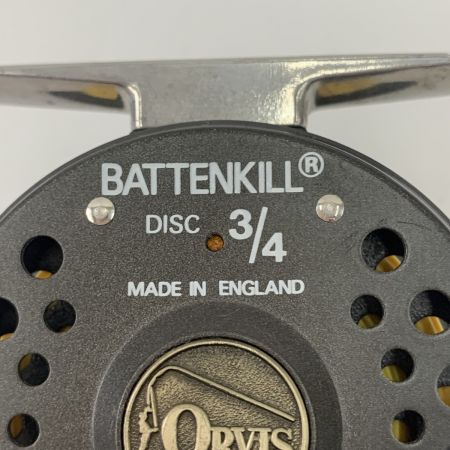 BATTENKILL®
DISC 3/4
MADE IN ENGLAND
ORVIS